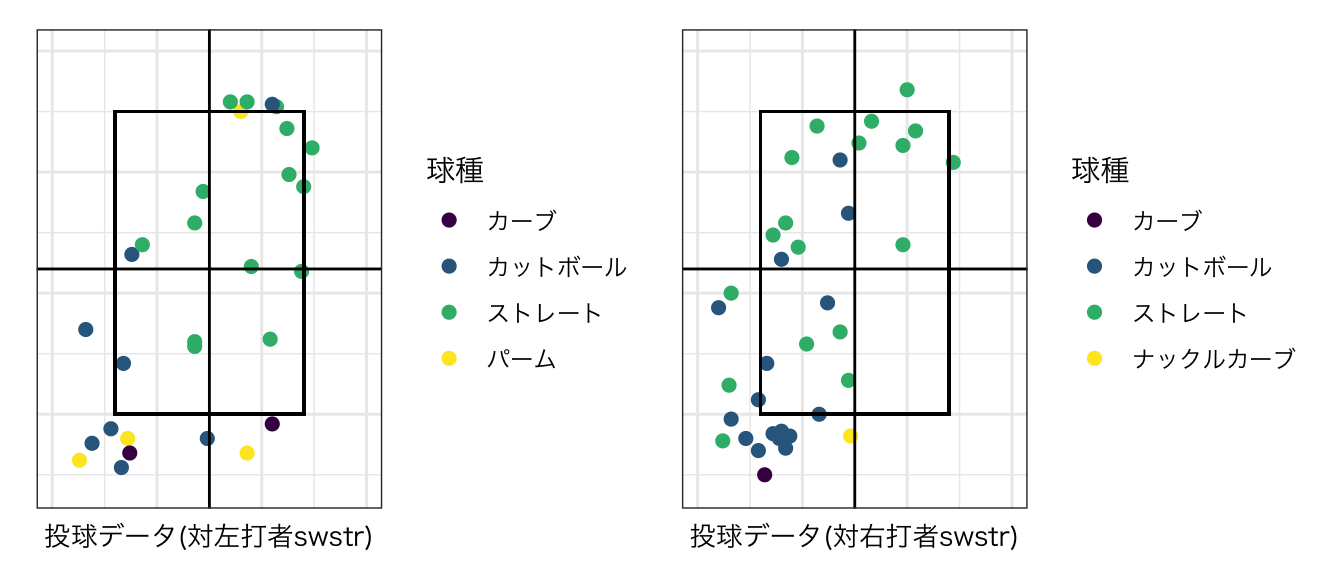 球種
カーブ
カットボール
ストレート
パーム
投球データ(対左打者swstr)
球種
カーブ
カットボール
ストレート
ナックルカーブ
投球データ(対右打者swstr)